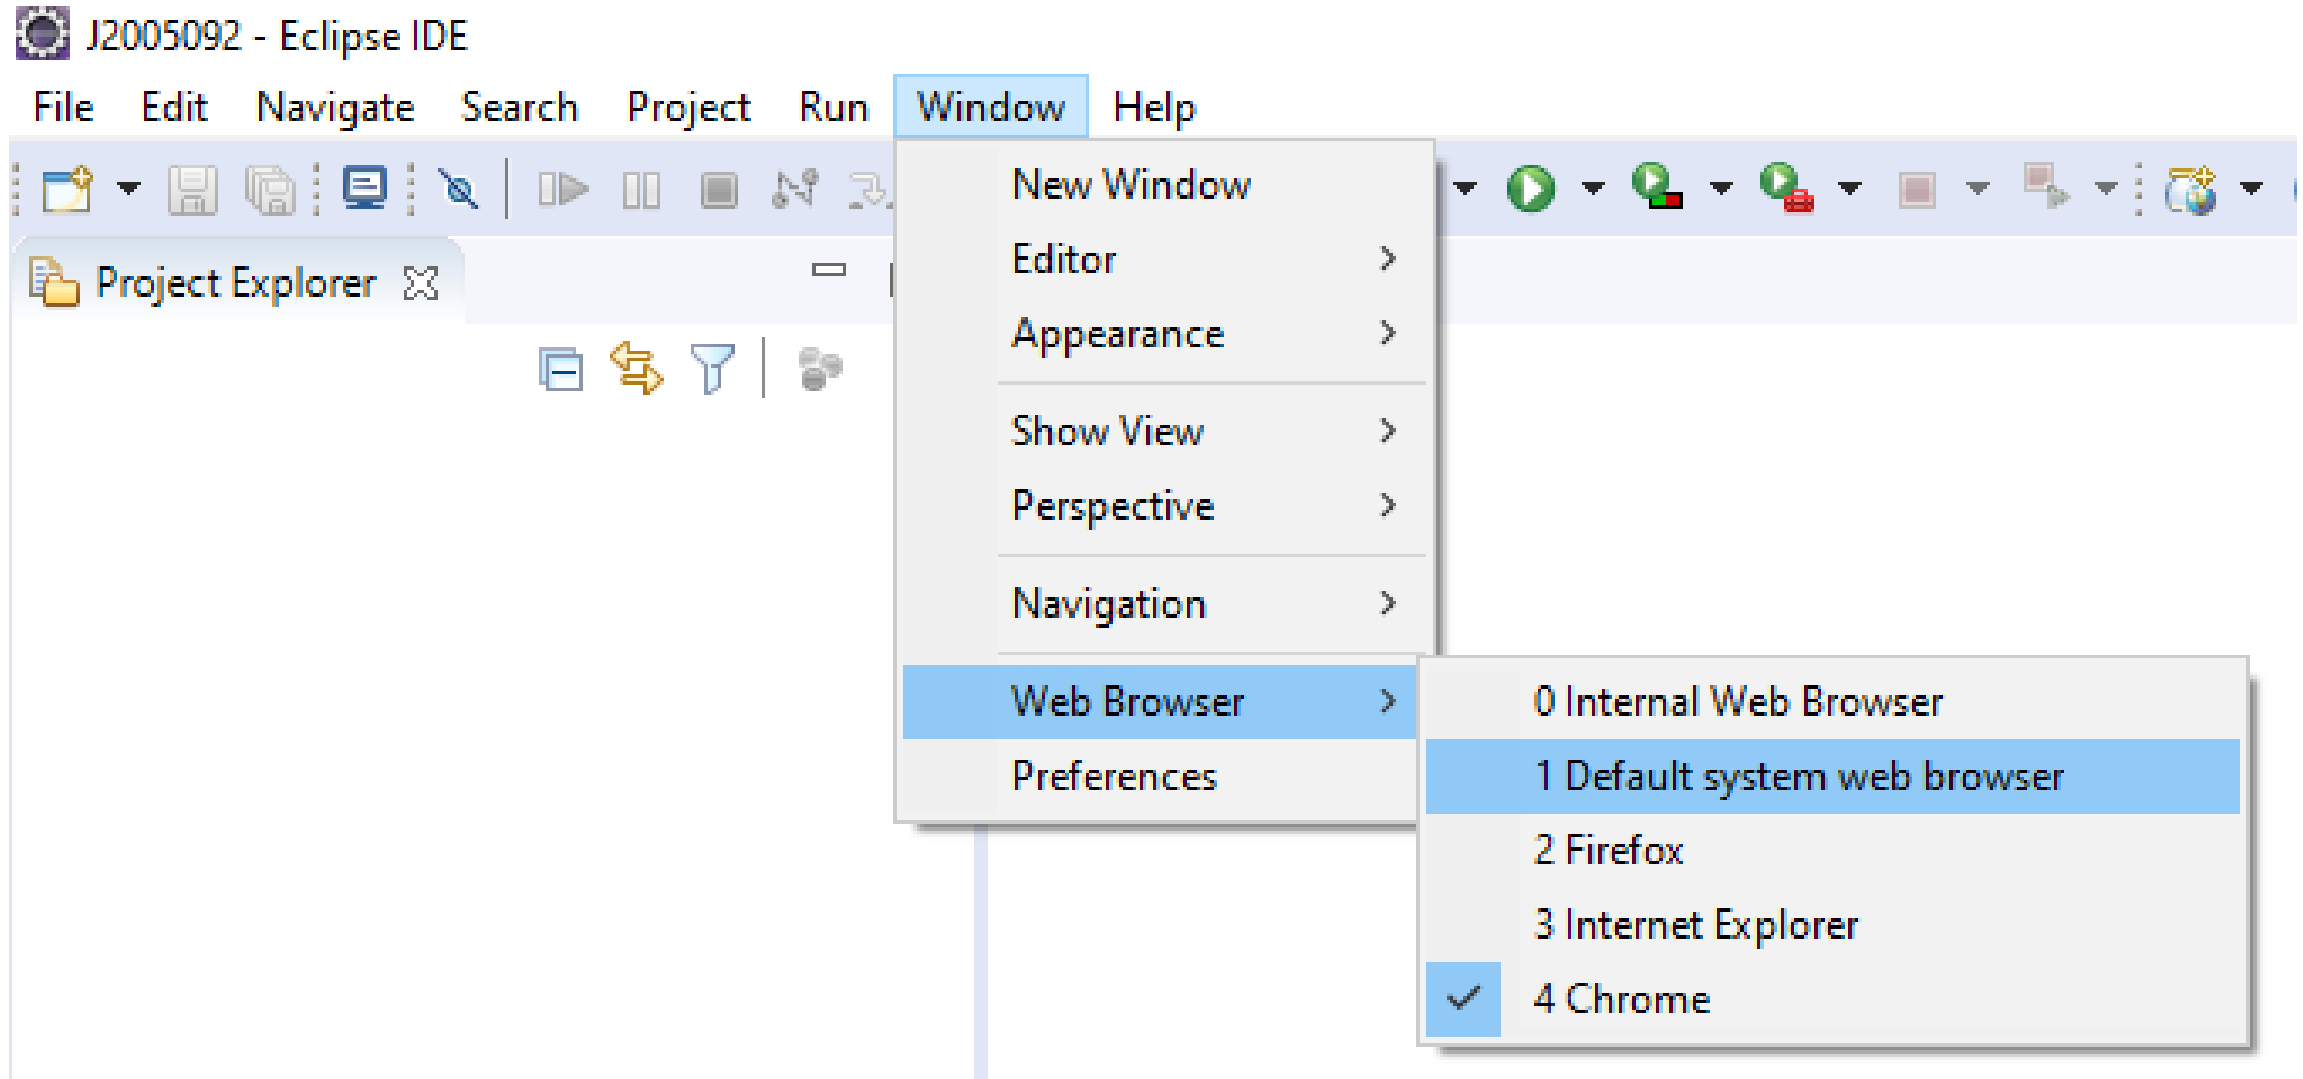 J2005092 - Eclipse IDE
File Edit Navigate Search Project Run Window Help
Project Explorer
New Window
Editor
Appearance
Show View
Perspective
Navigation
Web Browser
Preferences
0 Internal Web Browser
1 Default system web browser
2 Firefox
3 Internet Explorer
4 Chrome